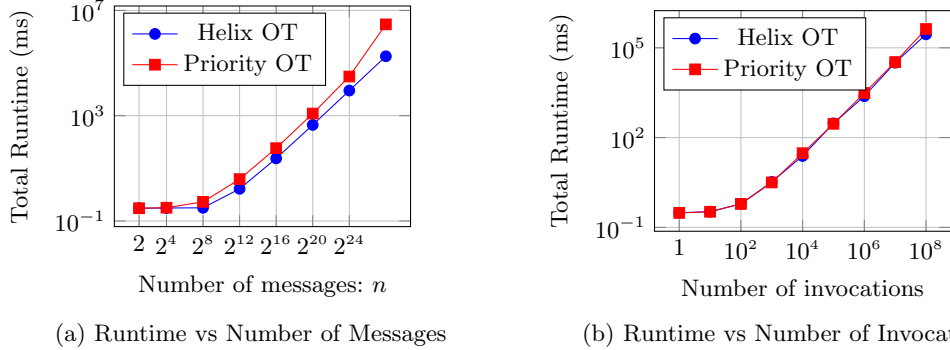 10^7
10^3
10^−1
Total Runtime (ms)
Helix OT
Priority OT
2 2^4 2^8 2^12 2^16 2^20 2^24
Number of messages: n
(a) Runtime vs Number of Messages
10^5
10^2
10^−1
Total Runtime (ms)
Helix OT
Priority OT
1 10^2 10^4 10^6 10^8
Number of invocations
(b) Runtime vs Number of Invocat